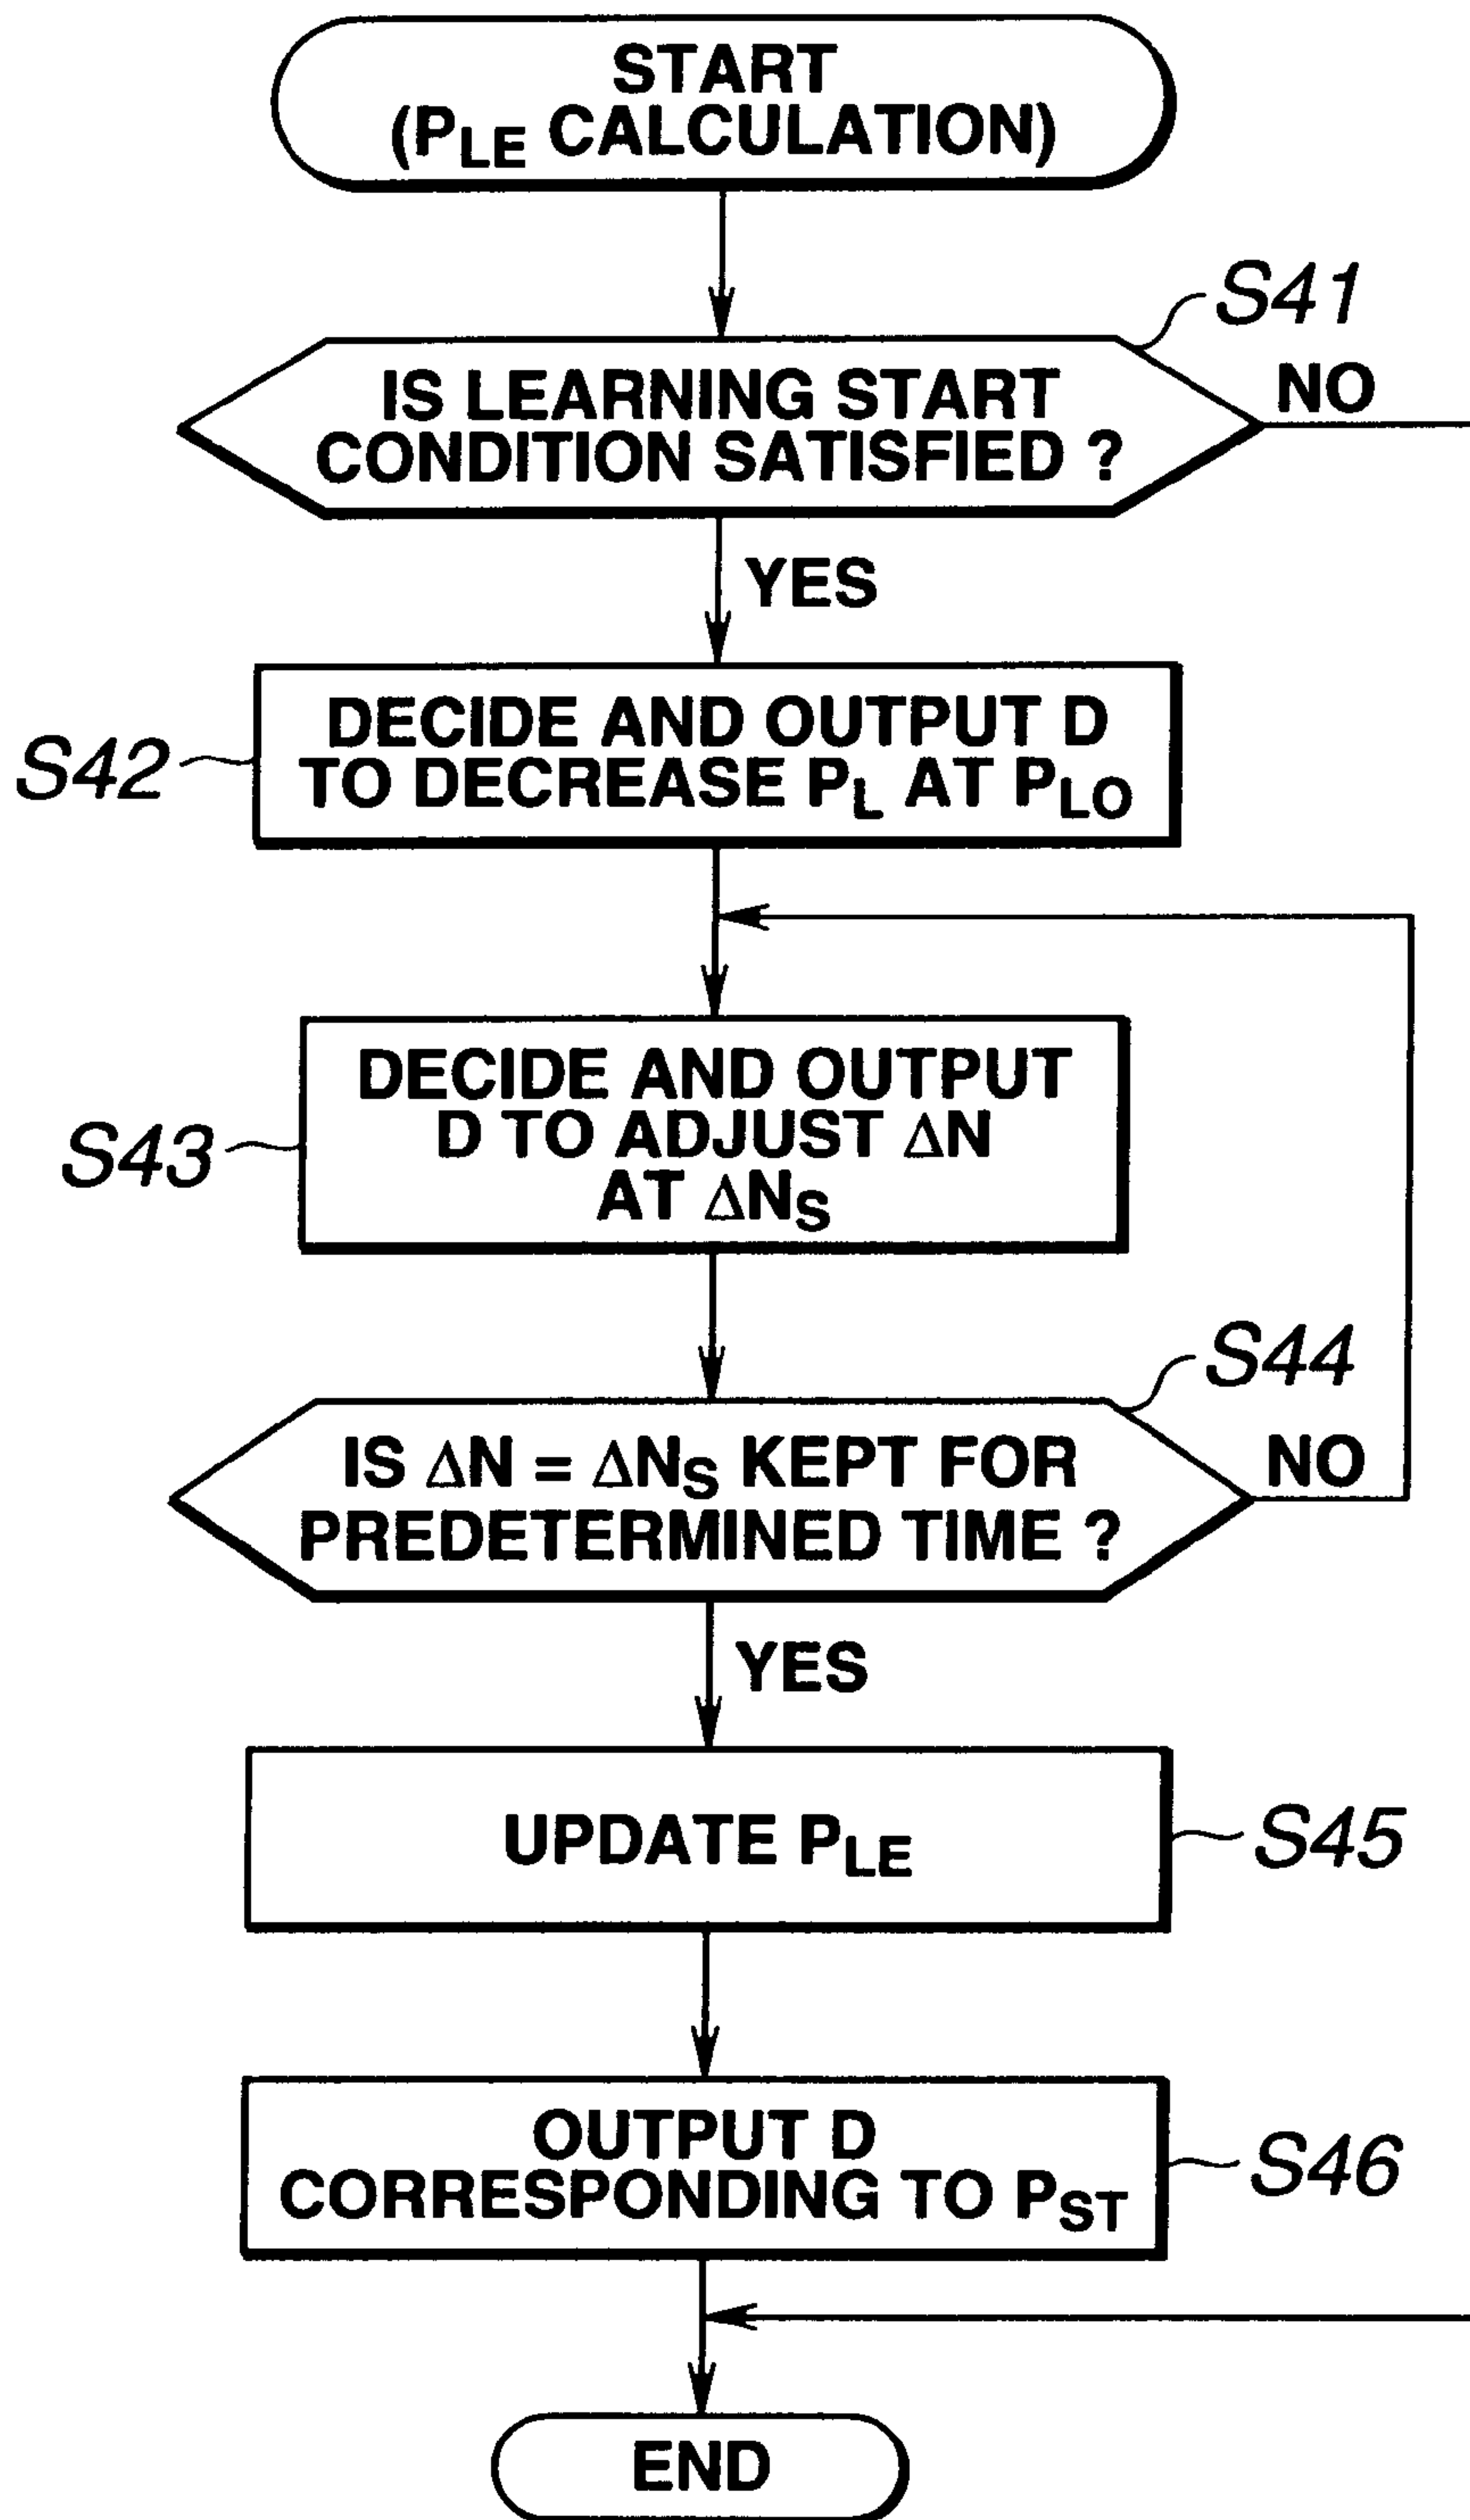 START
(PLE CALCULATION)
S41
IS LEARNING START
CONDITION SATISFIED ?
NO
YES
S42
DECIDE AND OUTPUT D
TO DECREASE PL AT PLO
S43
DECIDE AND OUTPUT
D TO ADJUST ΔN
AT ΔNS
S44
IS ΔN = ΔNS KEPT FOR
PREDETERMINED TIME ?
NO
YES
UPDATE PLE
S45
OUTPUT D
CORRESPONDING TO PST
S46
END